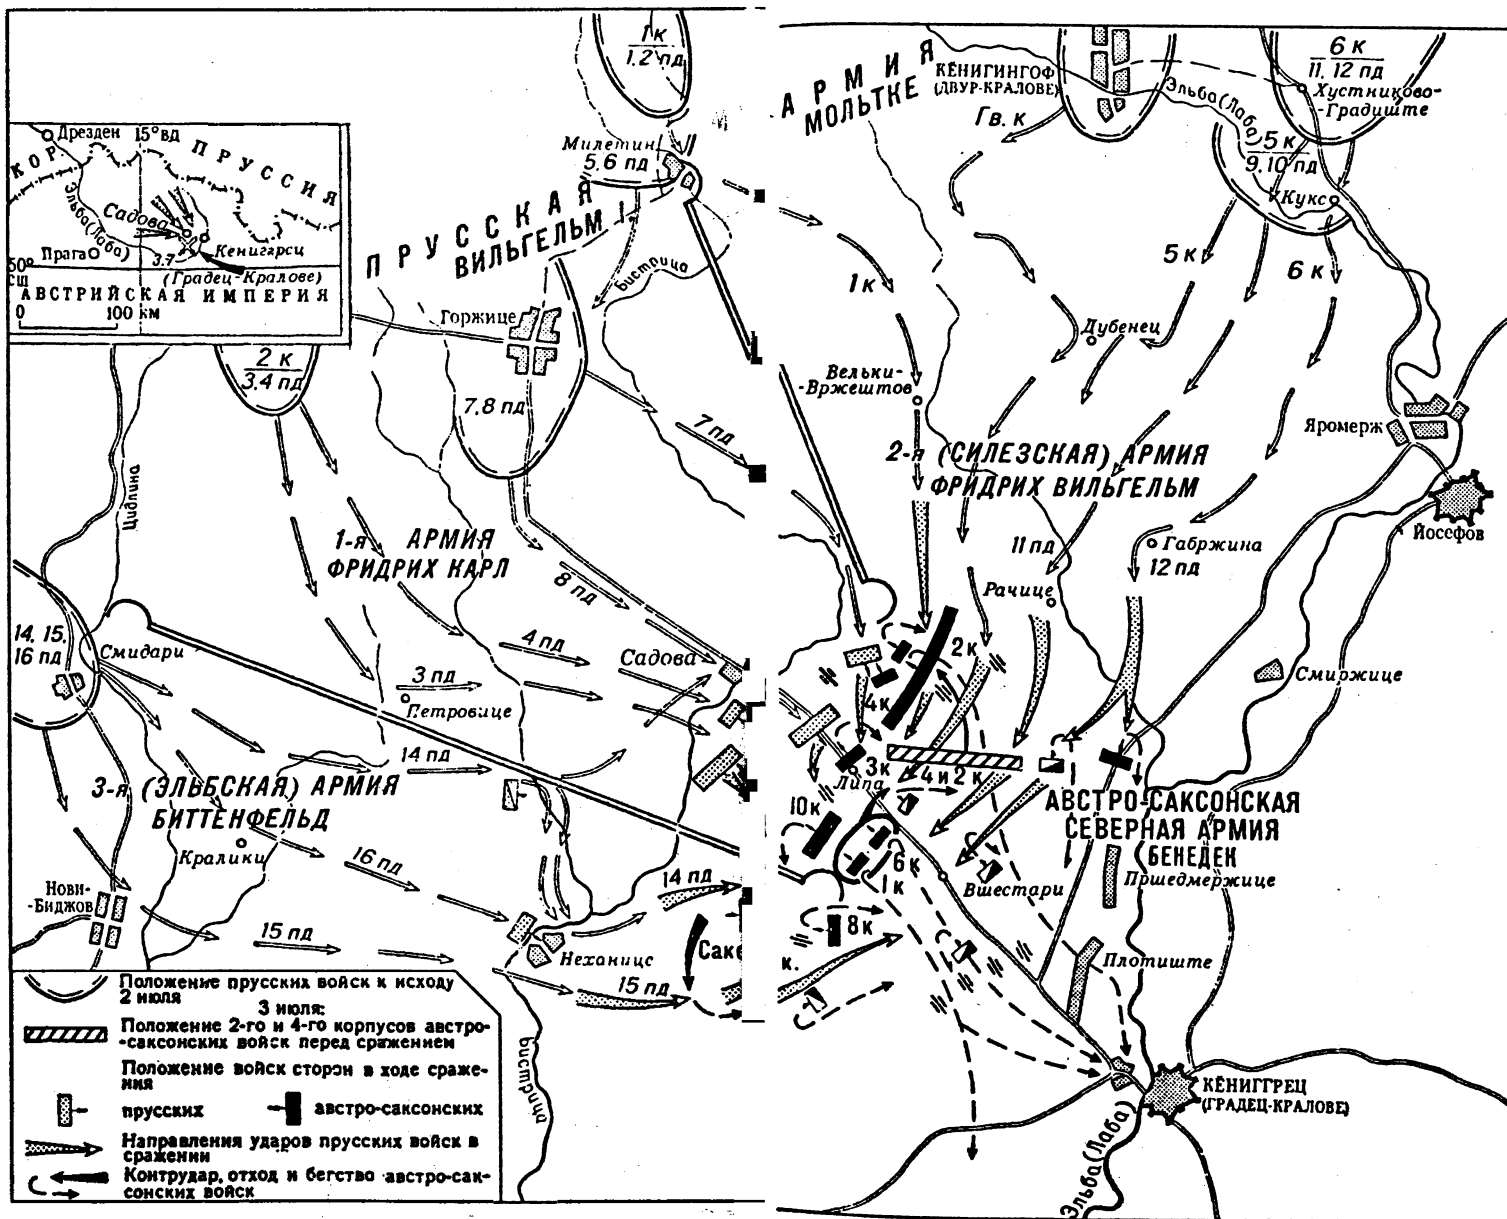 1 к
1.2 пд
АРМИЯ
МОЛЬТКЕ
КЁНИГИНГОФ
(ДВУР-КРАЛОВЕ)
Гв. к
Эльба (Лаба)
6 к
11, 12 пд
Хустниково-
-Градиште
5 к
9, 10 пд
Кукс
Милетин
5,6 пд
ПРУССКАЯ
ВИЛЬГЕЛЬМ I
Бистрица
Дрезден
15°вд
КОР.
ПРУССИЯ
Эльба (Лаба)
Садова
Прага
3.7
Кенигарец
(Градец-Кралове)
50°
сш
АВСТРИЙСКАЯ ИМПЕРИЯ
0 100 км
Горжице
7,8 пд
2 к
3,4 пд
7 пд
1 к
5 к
6 к
Дубенец
Вельки-
-Вржештов
Яромерж
Йосефов
2-я (СИЛЕЗСКАЯ) АРМИЯ
ФРИДРИХ ВИЛЬГЕЛЬМ
Цидлина
1-я АРМИЯ
ФРИДРИХ КАРЛ
8 пд
11 пд
Рачице
Габржина
12 пд
14, 15,
16 пд
Смидари
4 пд
3 пд
Петровице
14 пд
Садова
2 к
4 к
3 к
Липа
4 и 2 к
Смиржице
3-я (ЭЛЬБСКАЯ) АРМИЯ
БИТТЕНФЕЛЬД
Кралики
16 пд
10 к
6 к
1 к
8 к
АВСТРО-САКСОНСКАЯ
СЕВЕРНАЯ АРМИЯ
БЕНЕДЕК
Пршедмержице
Вшестари
Нови-
-Биджов
15 пд
14 пд
Неханице
15 пд
Сакс
к.
Плотиште
Бистрица
КЁНИГГРЕЦ
(ГРАДЕЦ-КРАЛОВЕ)
Эльба (Лаба)
Положение прусских войск к исходу
2 июля
3 июля:
Положение 2-го и 4-го корпусов австро-
-саксонских войск перед сражением
Положение войск сторон в ходе сраже-
ния
прусских
австро-саксонских
Направления ударов прусских войск в
сражении
Контрудар, отход и бегство австро-сак-
сонских войск